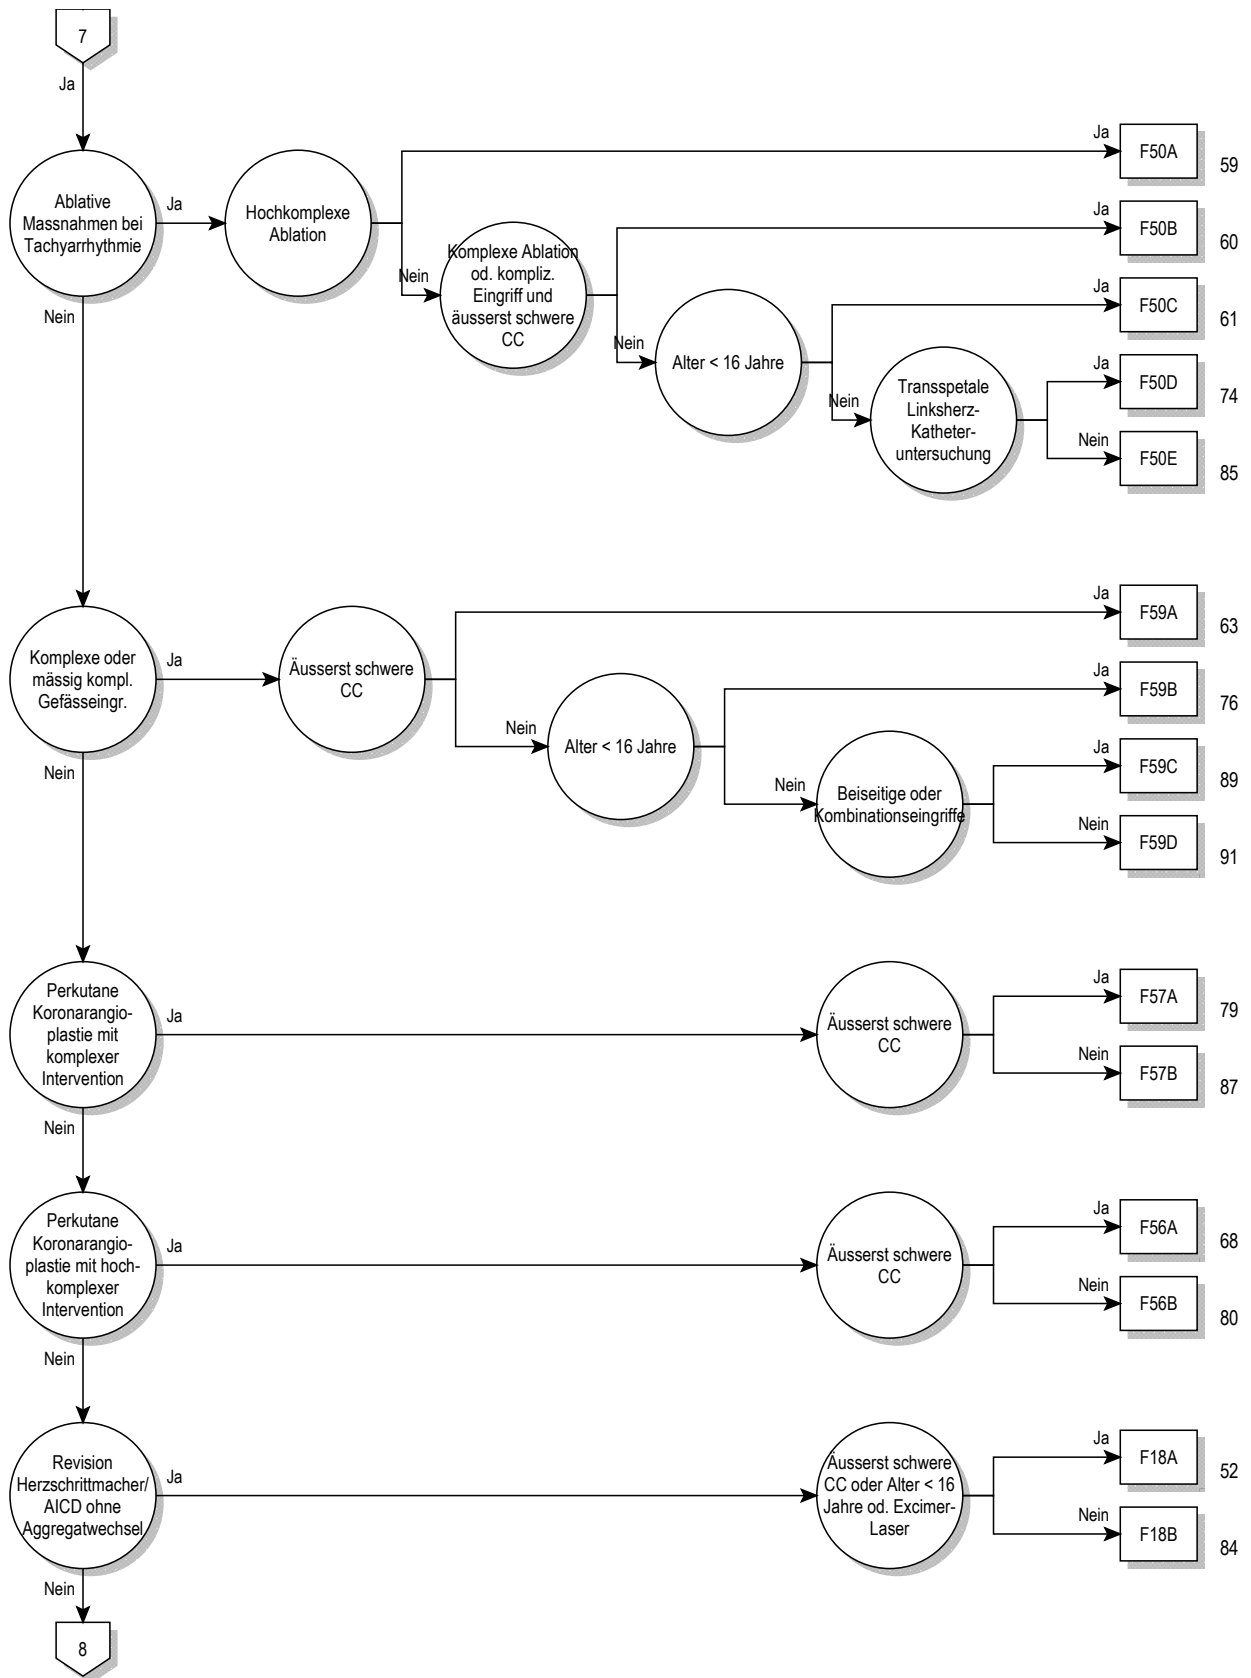 7
Ja
Ablative
Massnahmen bei
Tachyarrhythmie
Ja
Hochkomplexe
Ablation
Ja
F50A
59
Nein
Komplexe Ablation
od. kompliz.
Eingriff und
äusserst schwere
CC
Ja
F50B
60
Nein
Alter < 16 Jahre
Ja
F50C
61
Nein
Transspetale
Linksherz-
Katheter-
untersuchung
Ja
F50D
74
Nein
F50E
85
Nein
Komplexe oder
mässig kompl.
Gefässeingr.
Ja
Äusserst schwere
CC
Ja
F59A
63
Nein
Alter < 16 Jahre
Ja
F59B
76
Nein
Beiseitige oder
Kombinationseingriffe
Ja
F59C
89
Nein
F59D
91
Nein
Perkutane
Koronarangio-
plastie mit
komplexer
Intervention
Ja
Äusserst schwere
CC
Ja
F57A
79
Nein
F57B
87
Nein
Perkutane
Koronarangio-
plastie mit hoch-
komplexer
Intervention
Ja
Äusserst schwere
CC
Ja
F56A
68
Nein
F56B
80
Nein
Revision
Herzschrittmacher/
AICD ohne
Aggregatwechsel
Ja
Äusserst schwere
CC oder Alter < 16
Jahre od. Excimer-
Laser
Ja
F18A
52
Nein
F18B
84
Nein
8